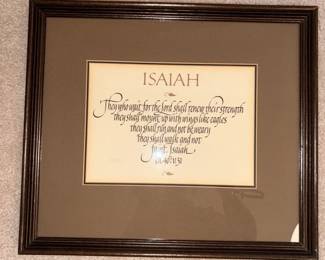 ISAIAH
They who wait for the Lord shall renew their strength
they shall mount up with wings like eagles
they shall run and not be weary
they shall walk and not
faint. Isaiah